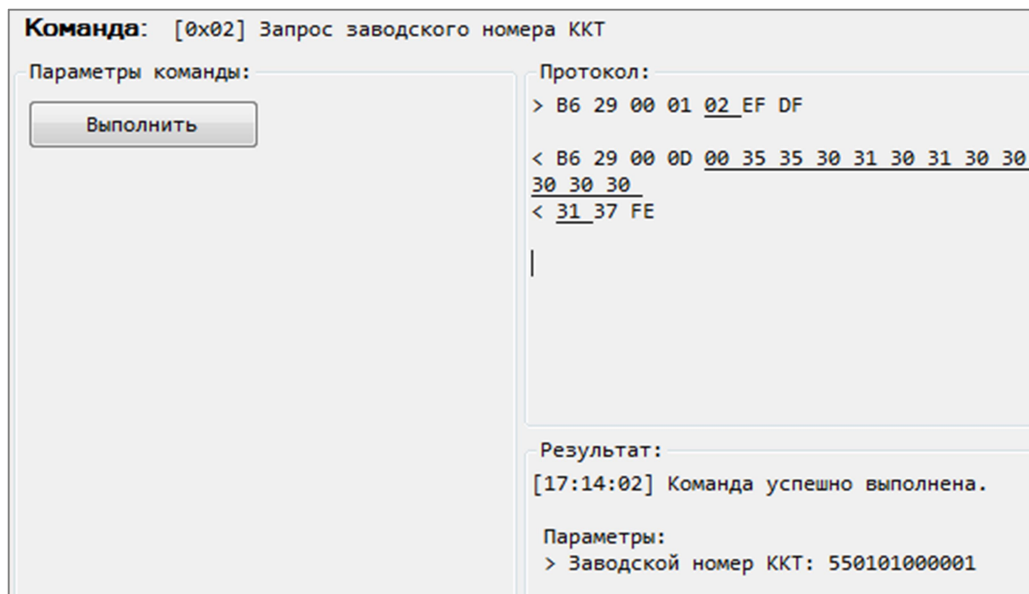 Команда: [0x02] Запрос заводского номера ККТ
Параметры команды:
Выполнить
Протокол:
> B6 29 00 01 02 EF DF
< B6 29 00 0D 00 35 35 30 31 30 31 30 30
30 30 30
< 31 37 FE
Результат:
[17:14:02] Команда успешно выполнена.
Параметры:
> Заводской номер ККТ: 550101000001